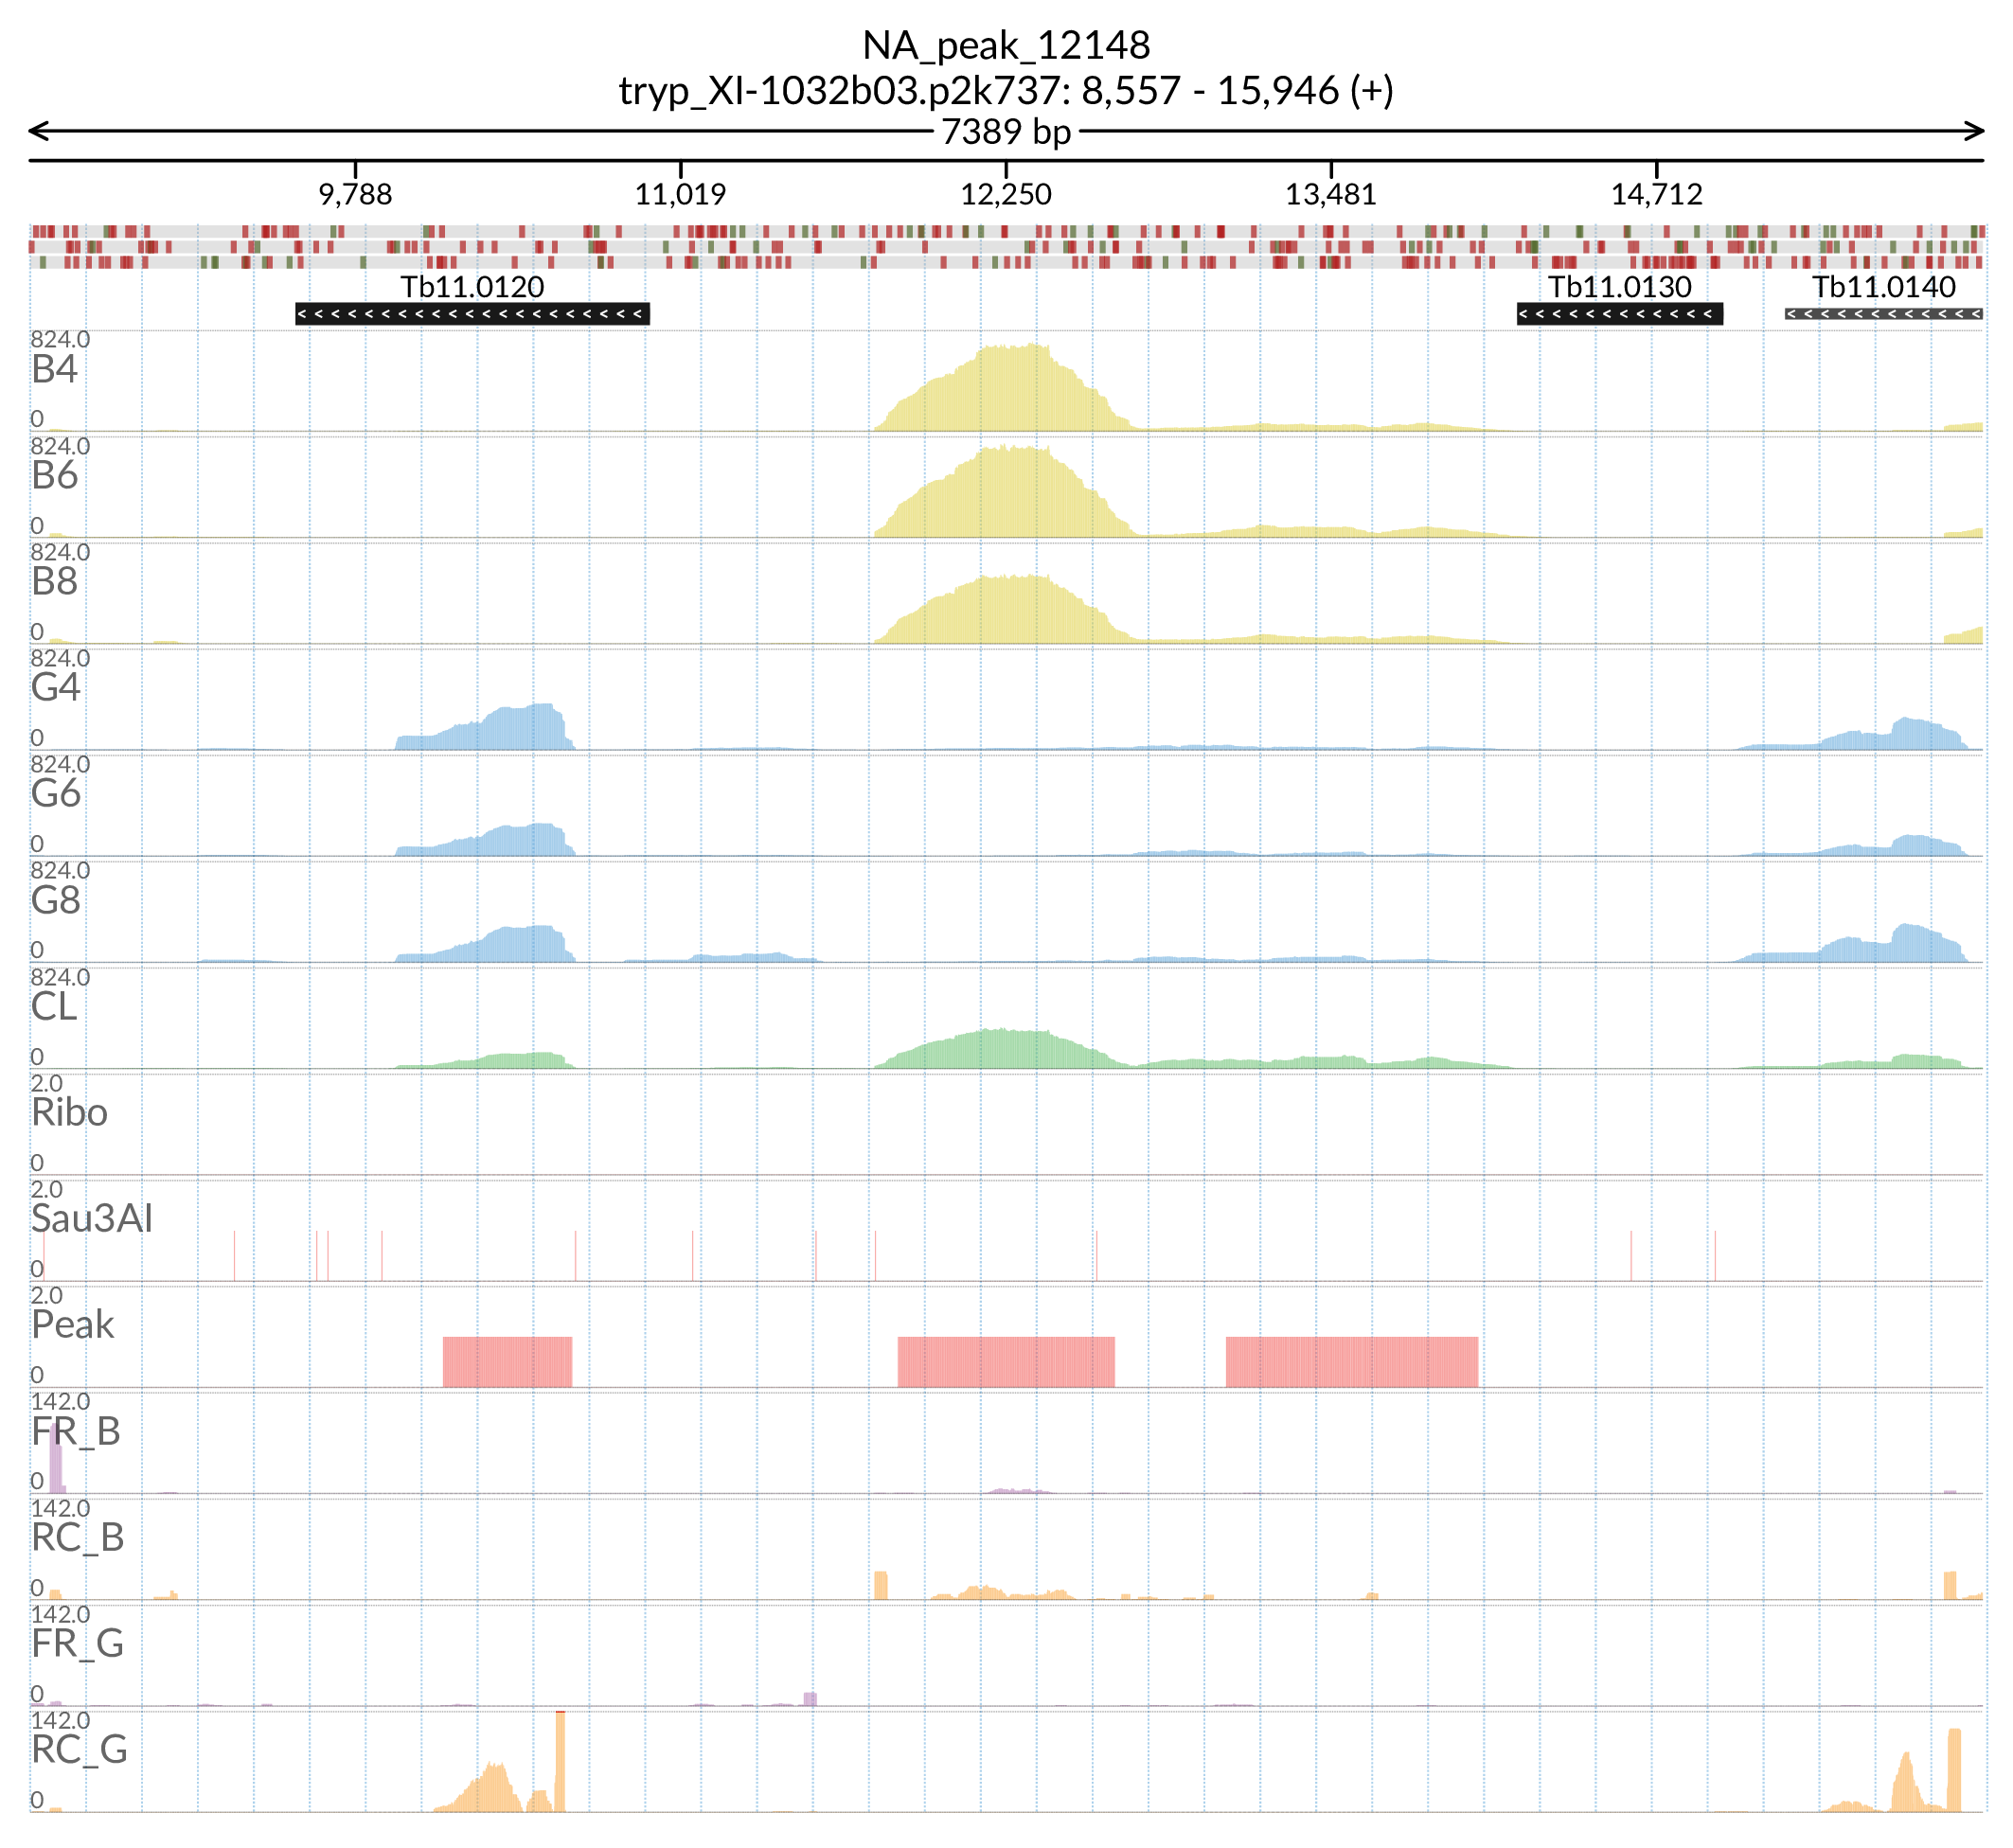 NA_peak_12148
tryp_XI-1032b03.p2k737: 8,557 - 15,946 (+)
7389 bp
9,788 11,019 12,250 13,481 14,712
Tb11.0120 Tb11.0130 Tb11.0140
824.0
B4
0
824.0
B6
0
824.0
B8
0
824.0
G4
0
824.0
G6
0
824.0
G8
0
824.0
CL
0
2.0
Ribo
0
2.0
Sau3AI
0
2.0
Peak
0
142.0
FR_B
0
142.0
RC_B
0
142.0
FR_G
0
142.0
RC_G
0